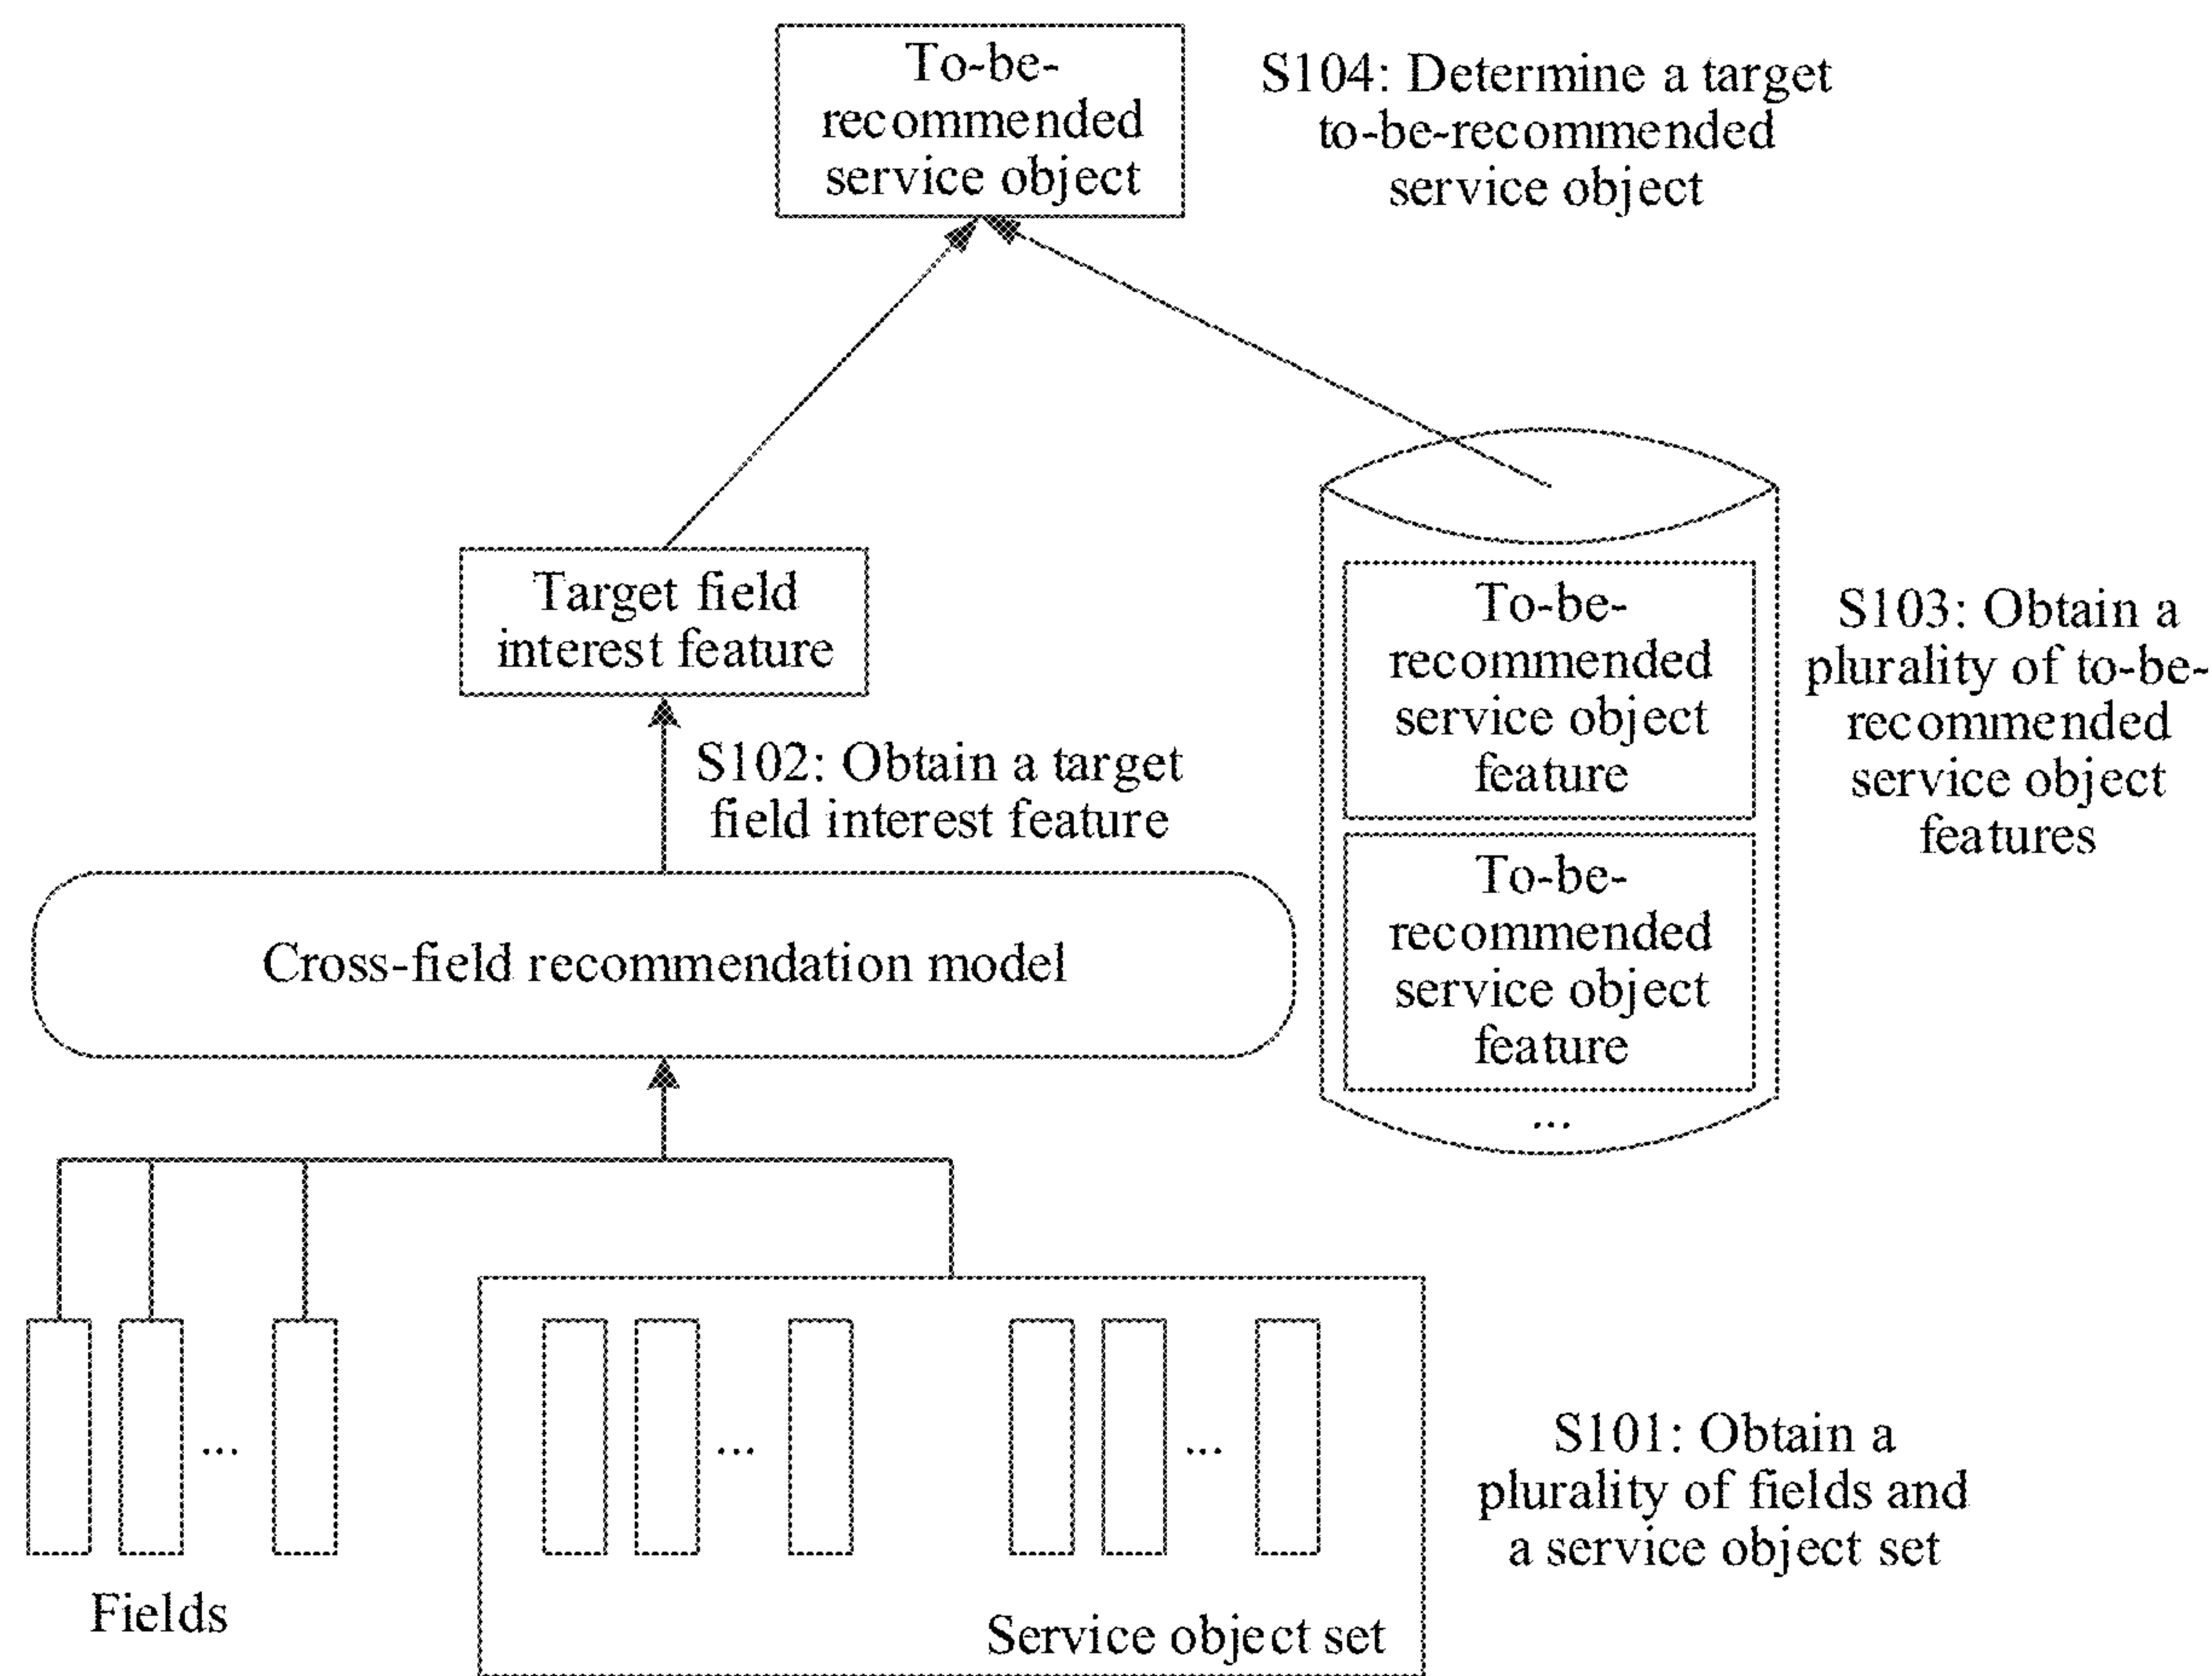 To-be-
recommended
service object
S104: Determine a target
to-be-recommended
service object
Target field
interest feature
To-be-
recommended
service object
feature
S103: Obtain a
plurality of to-be-
recommended
service object
features
S102: Obtain a target
field interest feature
To-be-
recommended
service object
feature
Cross-field recommendation model
...
...
...
...
S101: Obtain a
plurality of fields and
a service object set
Fields
Service object set